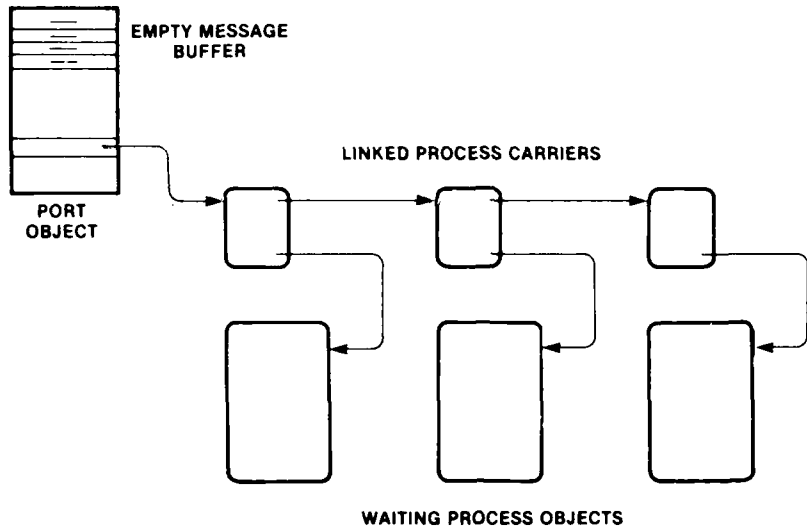 EMPTY MESSAGE
BUFFER
LINKED PROCESS CARRIERS
PORT
OBJECT
WAITING PROCESS OBJECTS